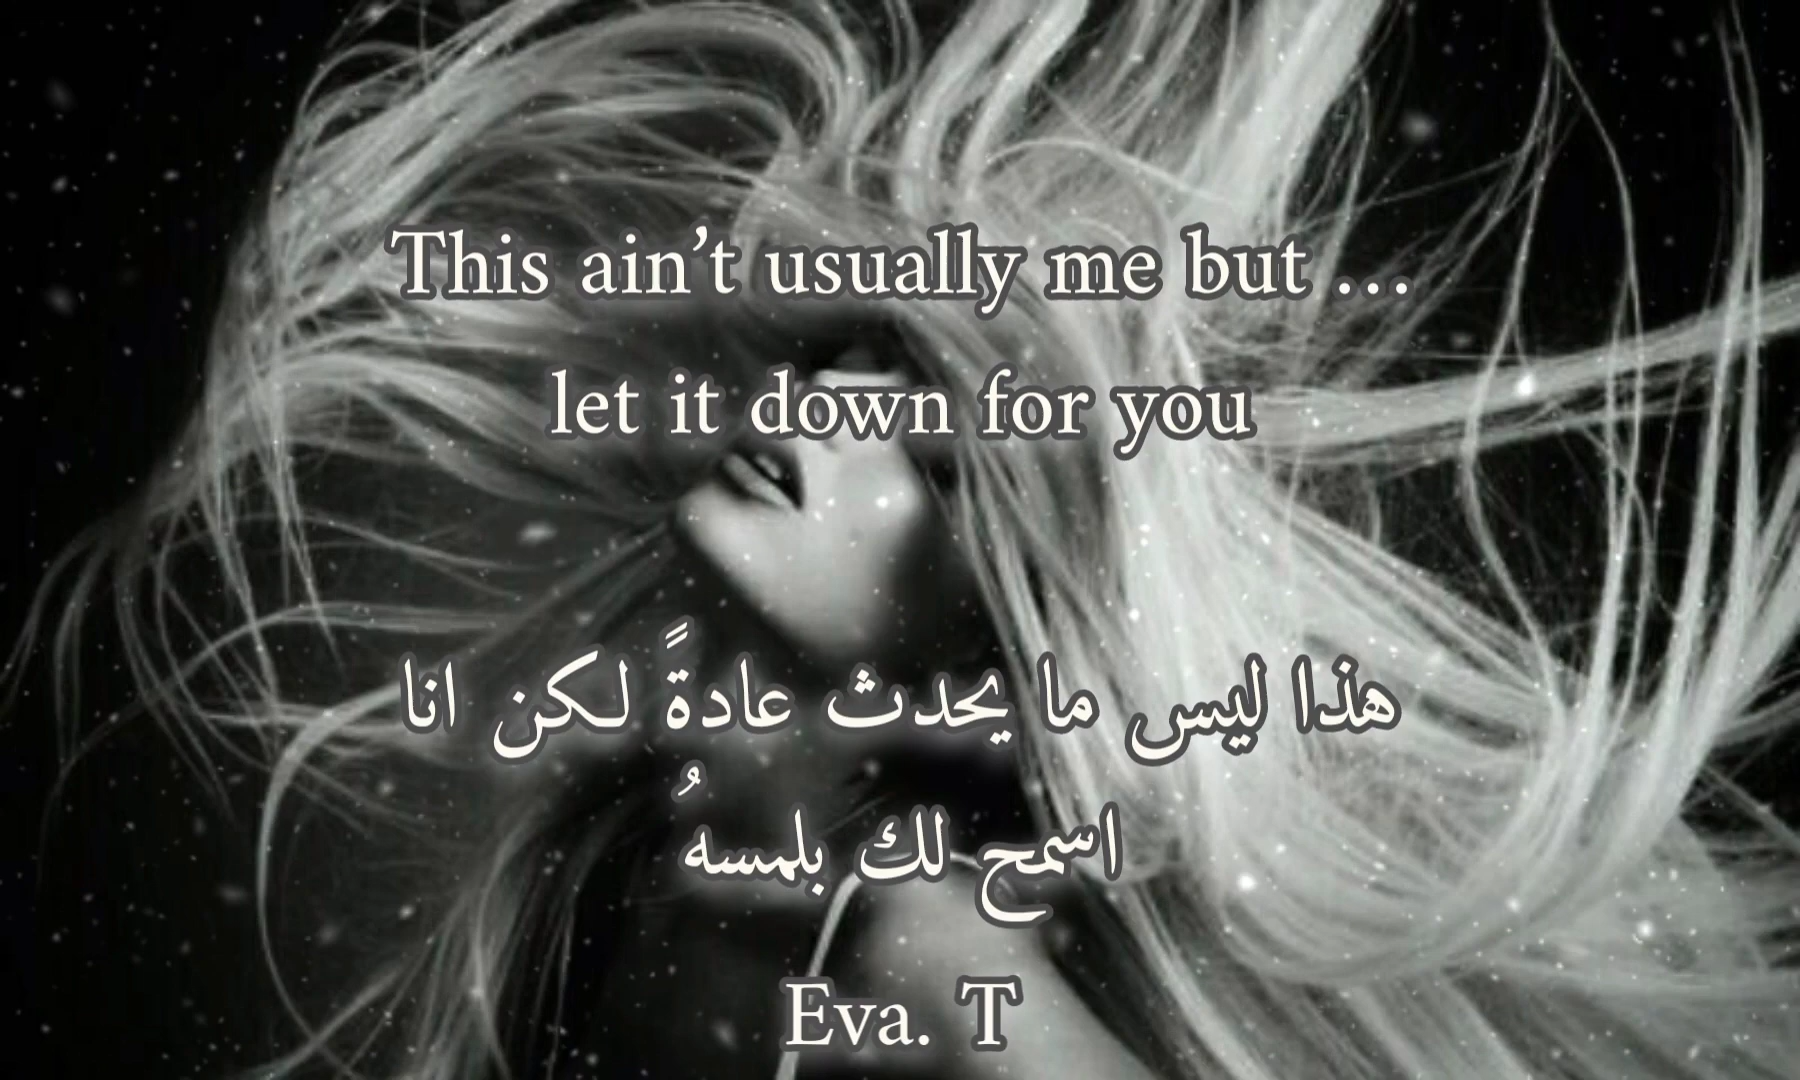 This ain’t usually me but ...
let it down for you
هذا ليس ما يحدث عادةً لكن انا
اسمح لك بلمسهُ
Eva. T